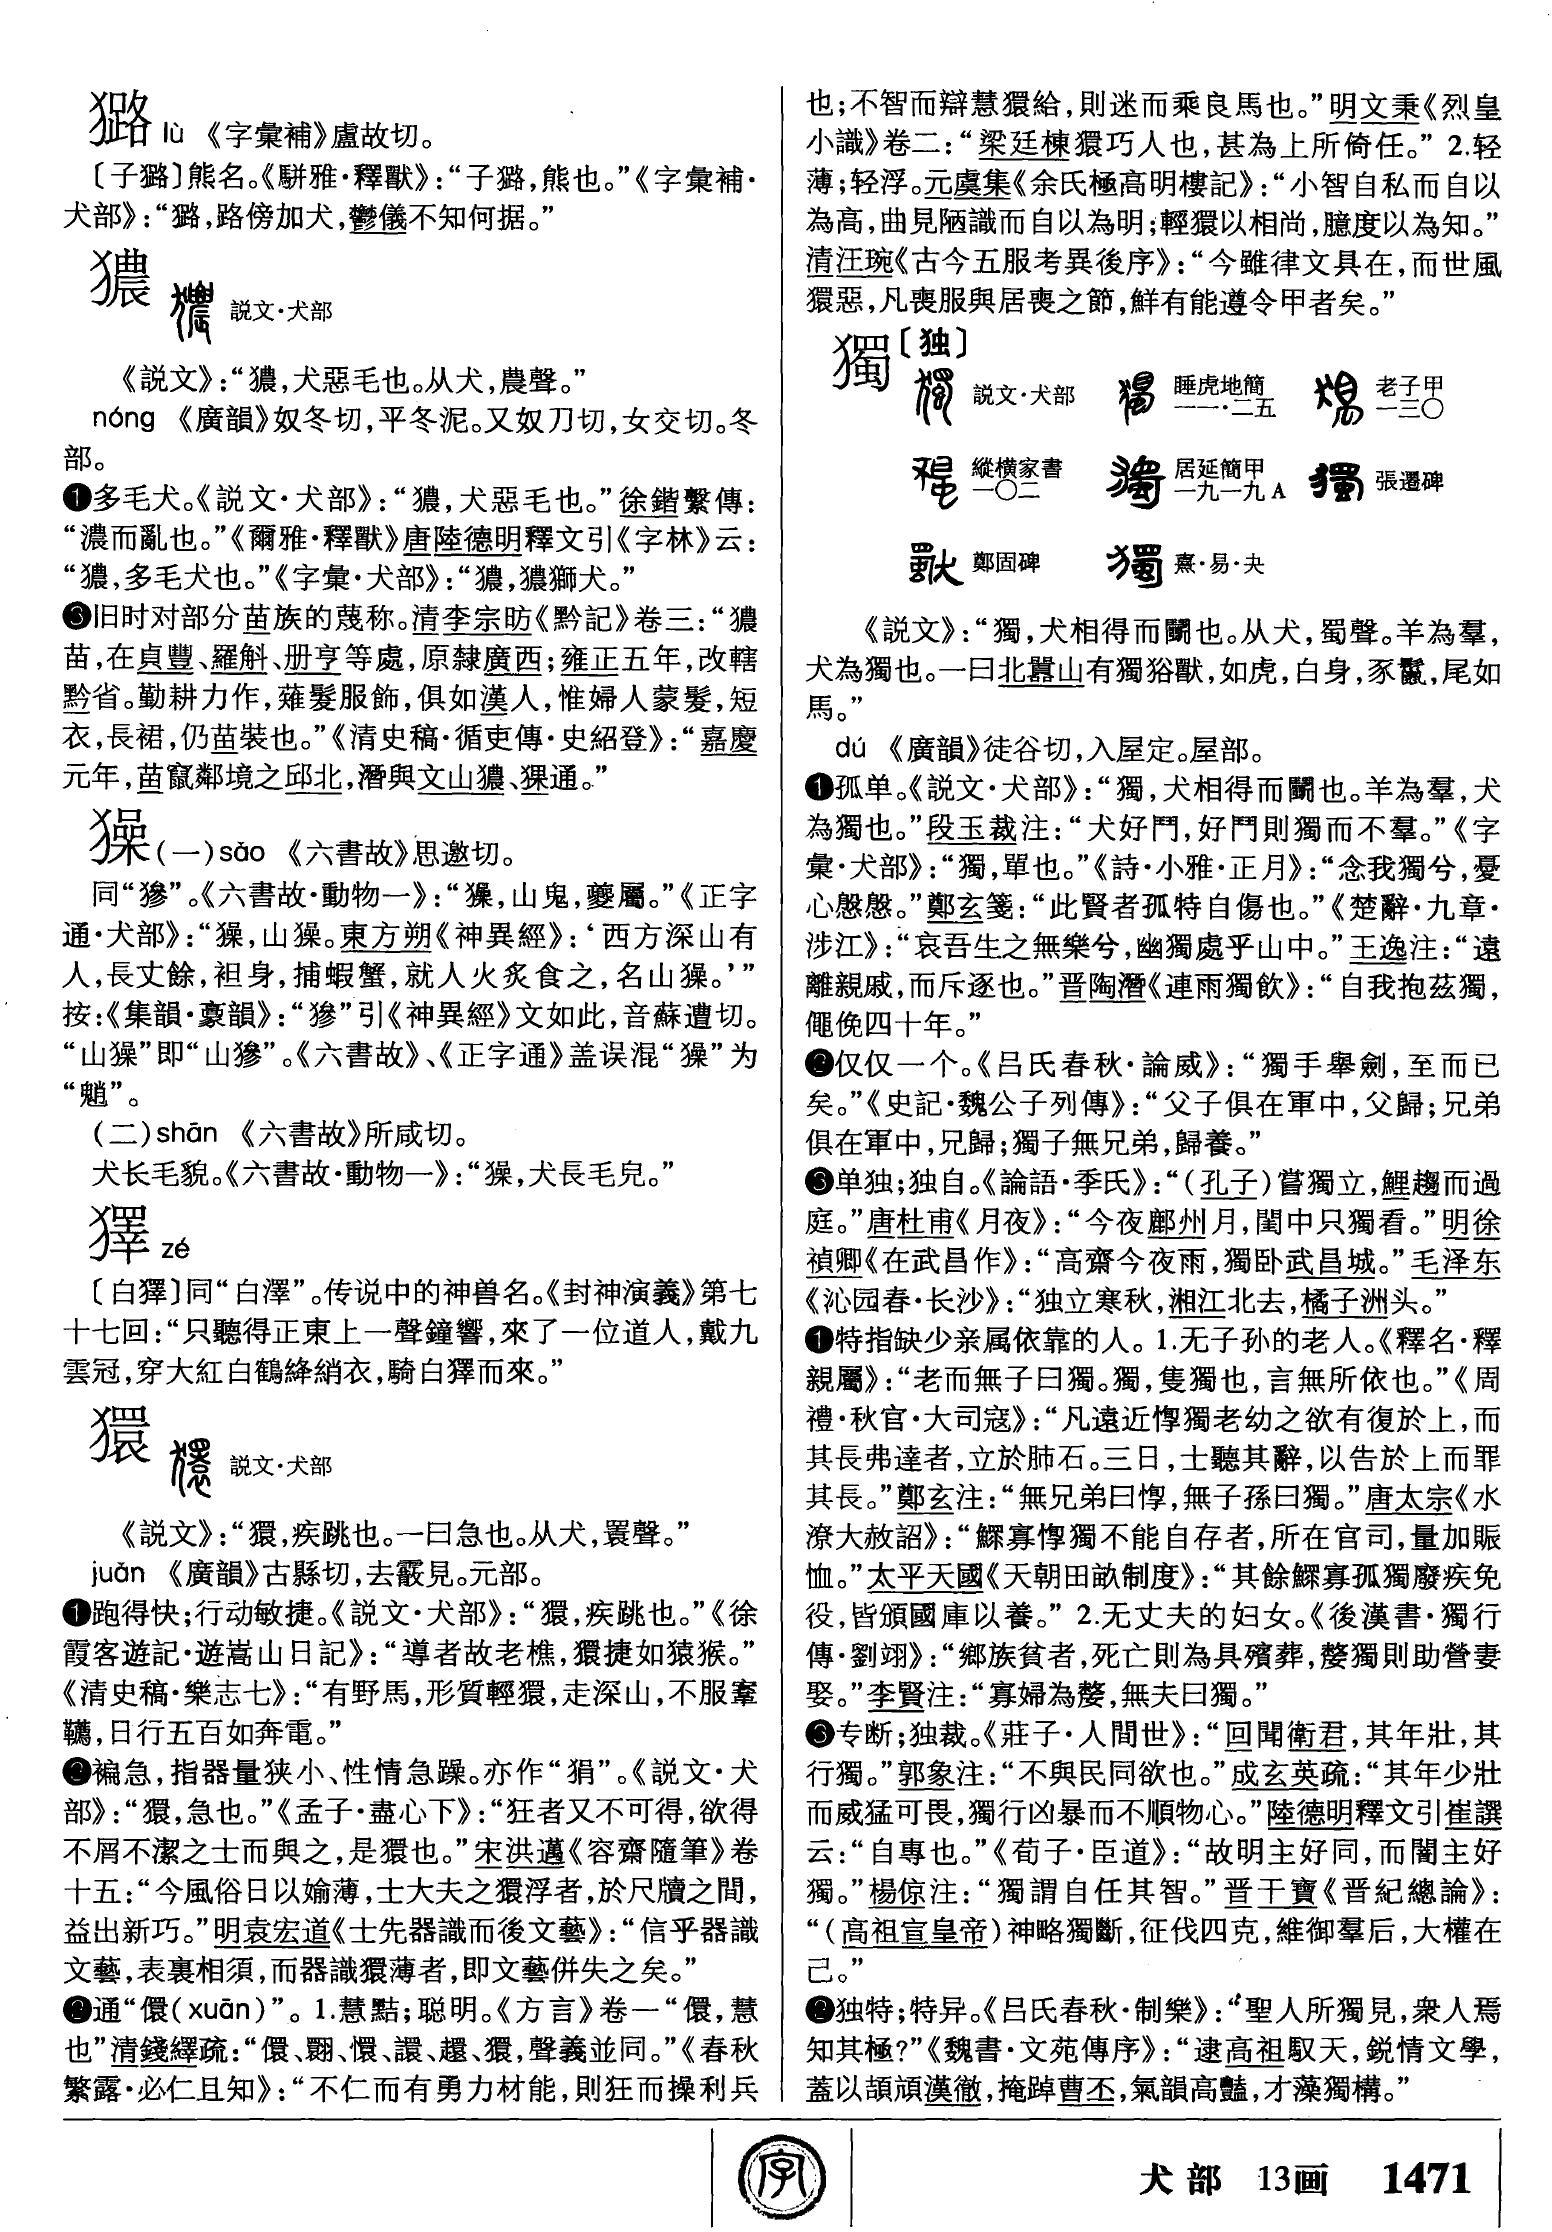 璐 lù 《字彙補》盧故切。
〔子㺏〕熊名。《駢雅·釋獸》：“子㺏，熊也。”《字彙補·
犬部》：“㺏，路傍加犬，鬱儀不知何据。”
獳 説文·犬部
《説文》：“㺜，犬惡毛也。从犬，農聲。”
nóng 《廣韻》奴冬切，平冬泥。又奴刀切，女交切。冬
部。
❶多毛犬。《説文·犬部》：“㺜，犬惡毛也。”徐鍇繫傳：
“濃而亂也。”《爾雅·釋獸》唐陸德明釋文引《字林》云：
“㺜，多毛犬也。”《字彙·犬部》：“㺜，㺜獅犬。”
❸旧时对部分苗族的蔑称。清李宗昉《黔記》卷三：“㺜
苗，在貞豐、羅斛、册亨等處，原隸廣西；雍正五年，改轄
黔省。勤耕力作，薙髮服飾，俱如漢人，惟婦人蒙髮，短
衣，長裙，仍苗裝也。”《清史稿·循吏傳·史紹登》：“嘉慶
元年，苗竄鄰境之邱北，潛與文山㺜、猓通。”
㺐 (一)sāo 《六書故》思邀切。
同“㺑”。《六書故·動物一》：“㺐，山鬼，夔屬。”《正字
通·犬部》：“㺐，山㺐。東方朔《神異經》：‘西方深山有
人，長丈餘，袒身，捕蝦蟹，就人火炙食之，名山㺐。’”
按：《集韻·豪韻》：“㺑”引《神異經》文如此，音蘇遭切。
“山㺐”即“山㺑”。《六書故》、《正字通》盖误混“㺐”为
“魈”。
(二)shān 《六書故》所咸切。
犬长毛貌。《六書故·動物一》：“㺐，犬長毛皃。”
㺗 zé
〔白㺗〕同“白澤”。传说中的神兽名。《封神演義》第七
十七回：“只聽得正東上一聲鐘響，來了一位道人，戴九
雲冠，穿大紅白鶴絳綃衣，騎白㺗而來。”
獧 説文·犬部
《説文》：“獧，疾跳也。一曰急也。从犬，瞏聲。”
juàn 《廣韻》古縣切，去霰見。元部。
❶跑得快；行动敏捷。《説文·犬部》：“獧，疾跳也。”《徐
霞客遊記·遊嵩山日記》：“導者故老樵，獧捷如猿猴。”
《清史稿·樂志七》：“有野馬，形質輕獧，走深山，不服鞌
韉，日行五百如奔電。”
❷褊急，指器量狭小、性情急躁。亦作“狷”。《説文·犬
部》：“獧，急也。”《孟子·盡心下》：“狂者又不可得，欲得
不屑不潔之士而與之，是獧也。”宋洪邁《容齋隨筆》卷
十五：“今風俗日以媮薄，士大夫之獧浮者，於尺牘之間，
益出新巧。”明袁宏道《士先器識而後文藝》：“信乎器識
文藝，表裏相須，而器識獧薄者，即文藝併失之矣。”
❷通“儇(xuān)”。1.慧黠；聪明。《方言》卷一“儇，慧
也”清錢繹疏：“儇、翾、懁、譞、趯、獧，聲義並同。”《春秋
繁露·必仁且知》：“不仁而有勇力材能，則狂而操利兵
也；不智而辯慧獧給，則迷而乘良馬也。”明文秉《烈皇
小識》卷二：“梁廷棟獧巧人也，甚為上所倚任。”2.轻
薄；轻浮。元虞集《余氏極高明樓記》：“小智自私而自以
為高，曲見陋識而自以為明；輕獧以相尚，臆度以為知。”
清汪琬《古今五服考異後序》：“今雖律文具在，而世風
獧惡，凡喪服與居喪之節，鮮有能遵令甲者矣。”
獨〔独〕
説文·犬部 睡虎地簡一一·二五 老子甲一三〇
縱横家書一〇二 居延簡甲一九一九A 張遷碑
鄭固碑 熹·易·夬
《説文》：“獨，犬相得而鬭也。从犬，蜀聲。羊為羣，
犬為獨也。一曰北嚻山有獨𤞞獸，如虎，白身，豕鬣，尾如
馬。”
dú 《廣韻》徒谷切，入屋定。屋部。
❶孤单。《説文·犬部》：“獨，犬相得而鬭也。羊為羣，犬
為獨也。”段玉裁注：“犬好鬥，好鬥則獨而不羣。”《字
彙·犬部》：“獨，單也。”《詩·小雅·正月》：“念我獨兮，憂
心慇慇。”鄭玄箋：“此賢者孤特自傷也。”《楚辭·九章·
涉江》：“哀吾生之無樂兮，幽獨處乎山中。”王逸注：“遠
離親戚，而斥逐也。”晋陶潛《連雨獨飲》：“自我抱茲獨，
僶俛四十年。”
❷仅仅一个。《吕氏春秋·論威》：“獨手舉劍，至而已
矣。”《史記·魏公子列傳》：“父子俱在軍中，父歸；兄弟
俱在軍中，兄歸；獨子無兄弟，歸養。”
❸单独；独自。《論語·季氏》：“(孔子)嘗獨立，鯉趨而過
庭。”唐杜甫《月夜》：“今夜鄜州月，閨中只獨看。”明徐
禎卿《在武昌作》：“高齋今夜雨，獨卧武昌城。”毛泽东
《沁园春·长沙》：“独立寒秋，湘江北去，橘子洲头。”
❶特指缺少亲属依靠的人。1.无子孙的老人。《釋名·釋
親屬》：“老而無子曰獨。獨，隻獨也，言無所依也。”《周
禮·秋官·大司寇》：“凡遠近惸獨老幼之欲有復於上，而
其長弗達者，立於肺石。三日，士聽其辭，以告於上而罪
其長。”鄭玄注：“無兄弟曰惸，無子孫曰獨。”唐太宗《水
潦大赦詔》：“鰥寡惸獨不能自存者，所在官司，量加賑
恤。”太平天國《天朝田畝制度》：“其餘鰥寡孤獨廢疾免
役，皆頒國庫以養。”2.无丈夫的妇女。《後漢書·獨行
傳·劉翊》：“鄉族貧者，死亡則為具殯葬，嫠獨則助營妻
娶。”李賢注：“寡婦為嫠，無夫曰獨。”
❸专断；独裁。《莊子·人間世》：“回聞衛君，其年壯，其
行獨。”郭象注：“不與民同欲也。”成玄英疏：“其年少壯
而威猛可畏，獨行凶暴而不順物心。”陸德明釋文引崔譔
云：“自專也。”《荀子·臣道》：“故明主好同，而闇主好
獨。”楊倞注：“獨謂自任其智。”晋干寶《晋紀總論》：
“(高祖宣皇帝)神略獨斷，征伐四克，維御羣后，大權在
己。”
❷独特；特异。《吕氏春秋·制樂》：“聖人所獨見，衆人焉
知其極?”《魏書·文苑傳序》：“逮高祖馭天，鋭情文學，
蓋以頡頏漢徹，掩踔曹丕，氣韻高豔，才藻獨構。”
字
犬部 13画 1471